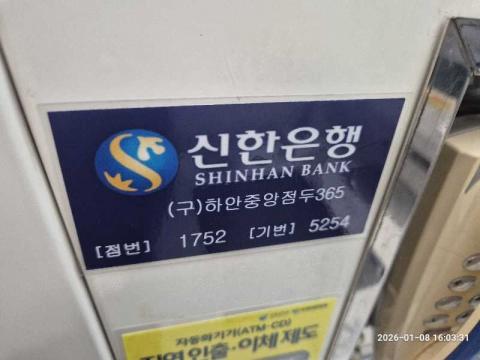 신한은행
SHINHAN BANK
(구)하안중앙점두365
[점번] 1752 [기번] 5254
자동화기기(ATM·CD)
지연인출·이체 제도
2026-01-08 16:03:31